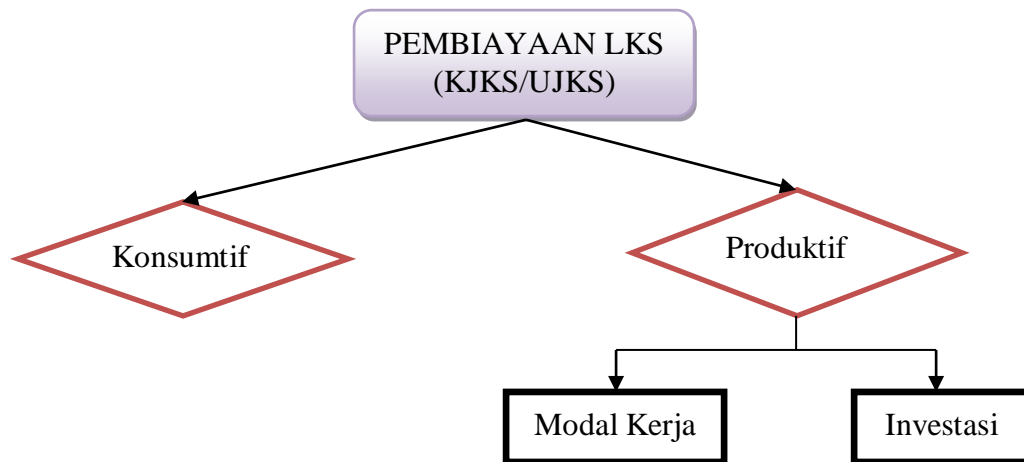 PEMBIAYAAN LKS
(KJKS/UJKS)
Konsumtif
Produktif
Modal Kerja
Investasi